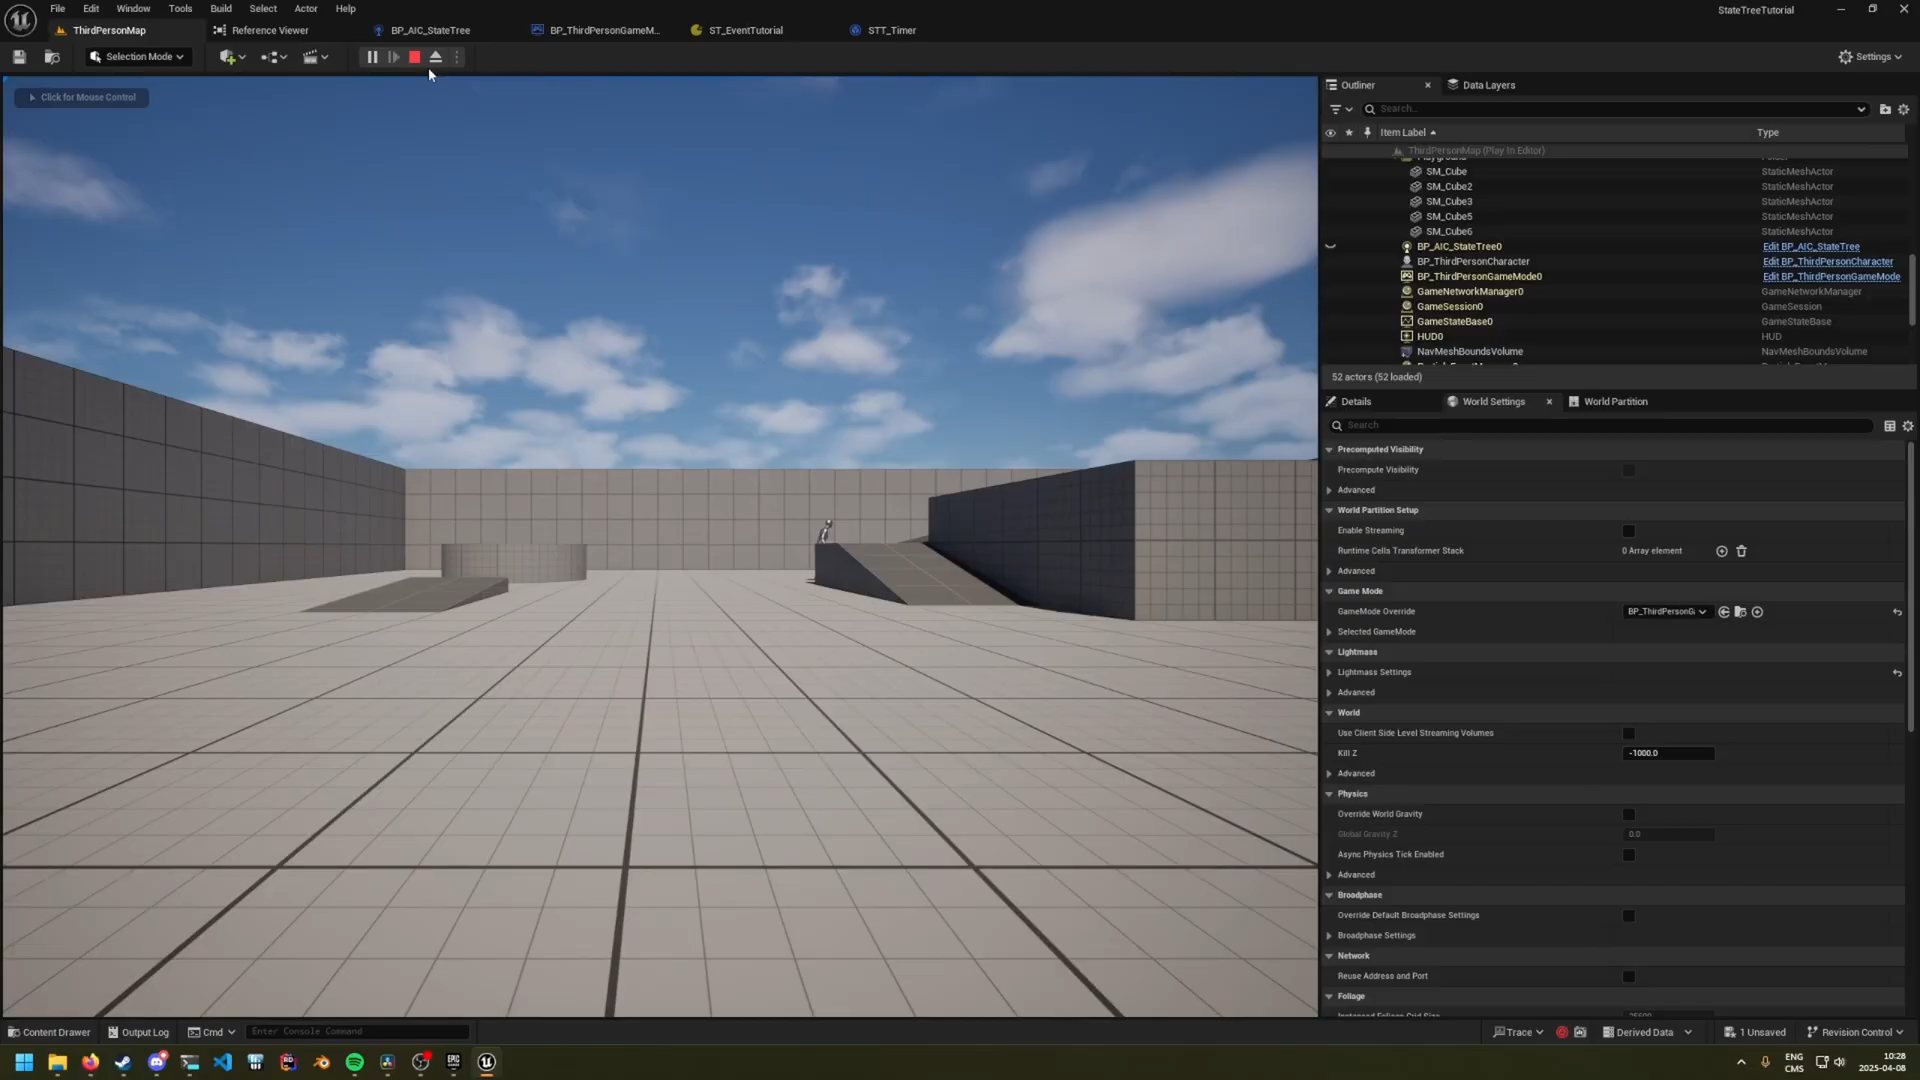 File Edit Window Tools Build Select Actor Help
StateTreeTutorial
ThirdPersonMap
Reference Viewer
BP_AIC_StateTree
BP_ThirdPersonGameM...
ST_EventTutorial
STT_Timer
Selection Mode
Settings
Click for Mouse Control
Outliner
Data Layers
Search...
Item Label
Type
ThirdPersonMap (Play In Editor)
SM_Cube StaticMeshActor
SM_Cube2 StaticMeshActor
SM_Cube3 StaticMeshActor
SM_Cube5 StaticMeshActor
SM_Cube6 StaticMeshActor
BP_AIC_StateTree0 Edit BP_AIC_StateTree
BP_ThirdPersonCharacter Edit BP_ThirdPersonCharacter
BP_ThirdPersonGameMode0 Edit BP_ThirdPersonGameMode
GameNetworkManager0 GameNetworkManager
GameSession0 GameSession
GameStateBase0 GameStateBase
HUD0 HUD
NavMeshBoundsVolume NavMeshBoundsVolume
52 actors (52 loaded)
Details
World Settings
World Partition
Search
Precomputed Visibility
Precompute Visibility
Advanced
World Partition Setup
Enable Streaming
Runtime Cells Transformer Stack 0 Array element
Advanced
Game Mode
GameMode Override BP_ThirdPersonG
Selected GameMode
Lightmass
Lightmass Settings
Advanced
World
Use Client Side Level Streaming Volumes
Kill Z -1000.0
Advanced
Physics
Override World Gravity
Global Gravity Z 0.0
Async Physics Tick Enabled
Advanced
Broadphase
Override Default Broadphase Settings
Broadphase Settings
Network
Reuse Address and Port
Foliage
Content Drawer
Output Log
Cmd
Enter Console Command
Trace
Derived Data
1 Unsaved
Revision Control
ENG
CMS
10:28
2025-04-08